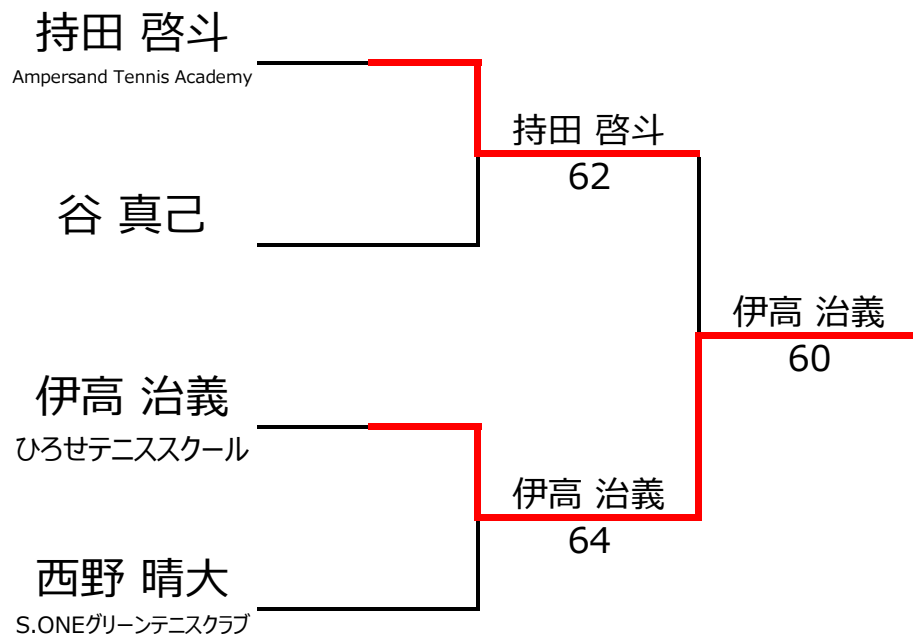 持田 啓斗
Ampersand Tennis Academy
持田 啓斗
62
谷 真己
伊高 治義
60
伊高 治義
ひろせテニススクール
伊高 治義
64
西野 晴大
S.ONEグリーンテニスクラブ